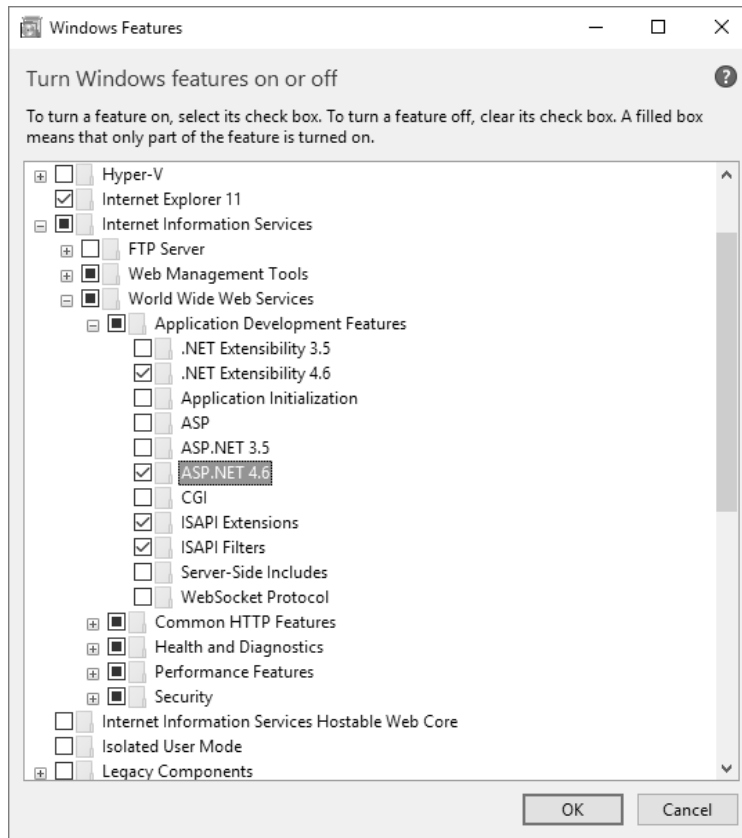 Windows Features
Turn Windows features on or off
To turn a feature on, select its check box. To turn a feature off, clear its check box. A filled box
means that only part of the feature is turned on.
Hyper-V
Internet Explorer 11
Internet Information Services
FTP Server
Web Management Tools
World Wide Web Services
Application Development Features
.NET Extensibility 3.5
.NET Extensibility 4.6
Application Initialization
ASP
ASP.NET 3.5
ASP.NET 4.6
CGI
ISAPI Extensions
ISAPI Filters
Server-Side Includes
WebSocket Protocol
Common HTTP Features
Health and Diagnostics
Performance Features
Security
Internet Information Services Hostable Web Core
Isolated User Mode
Legacy Components
OK Cancel